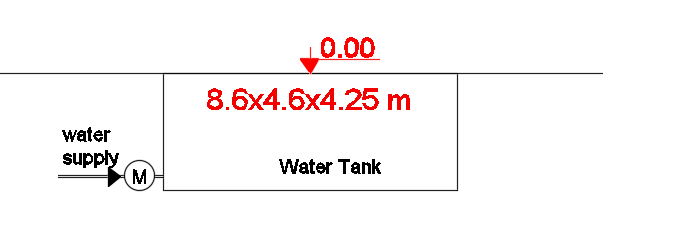 0.00
8.6x4.6x4.25 m
water
supply
Water Tank
M